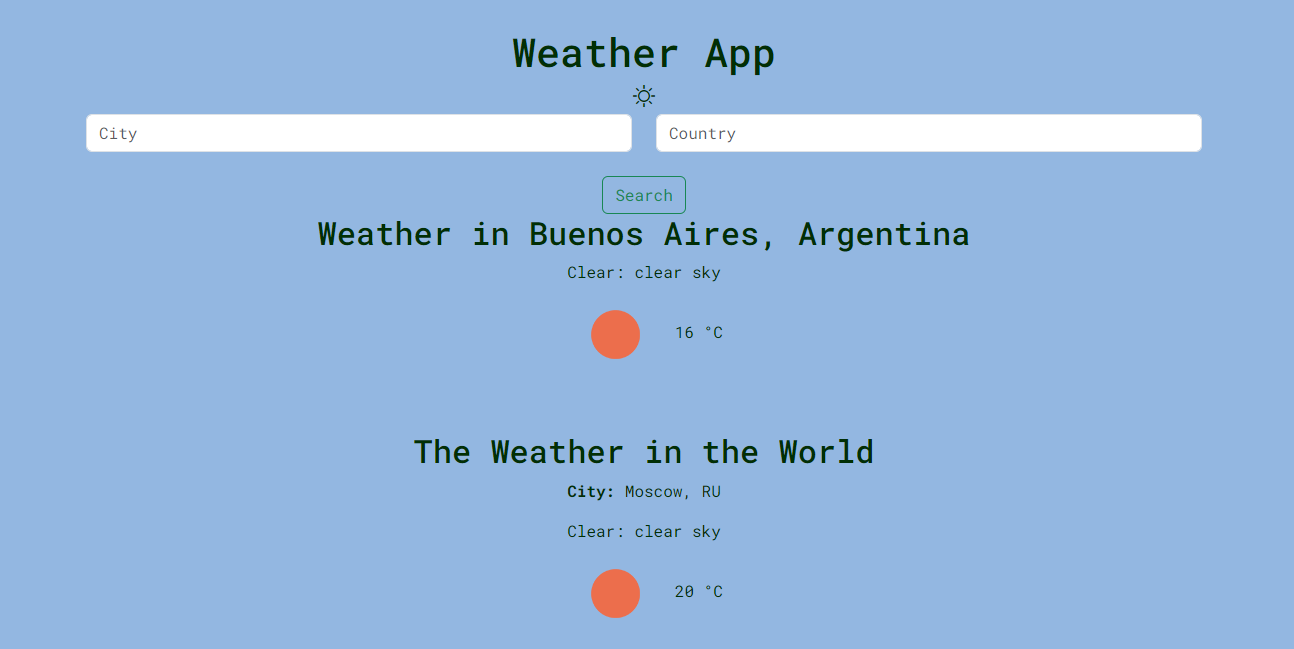 Weather App
City
Country
Search
Weather in Buenos Aires, Argentina
Clear: clear sky
16 °C
The Weather in the World
City: Moscow, RU
Clear: clear sky
20 °C